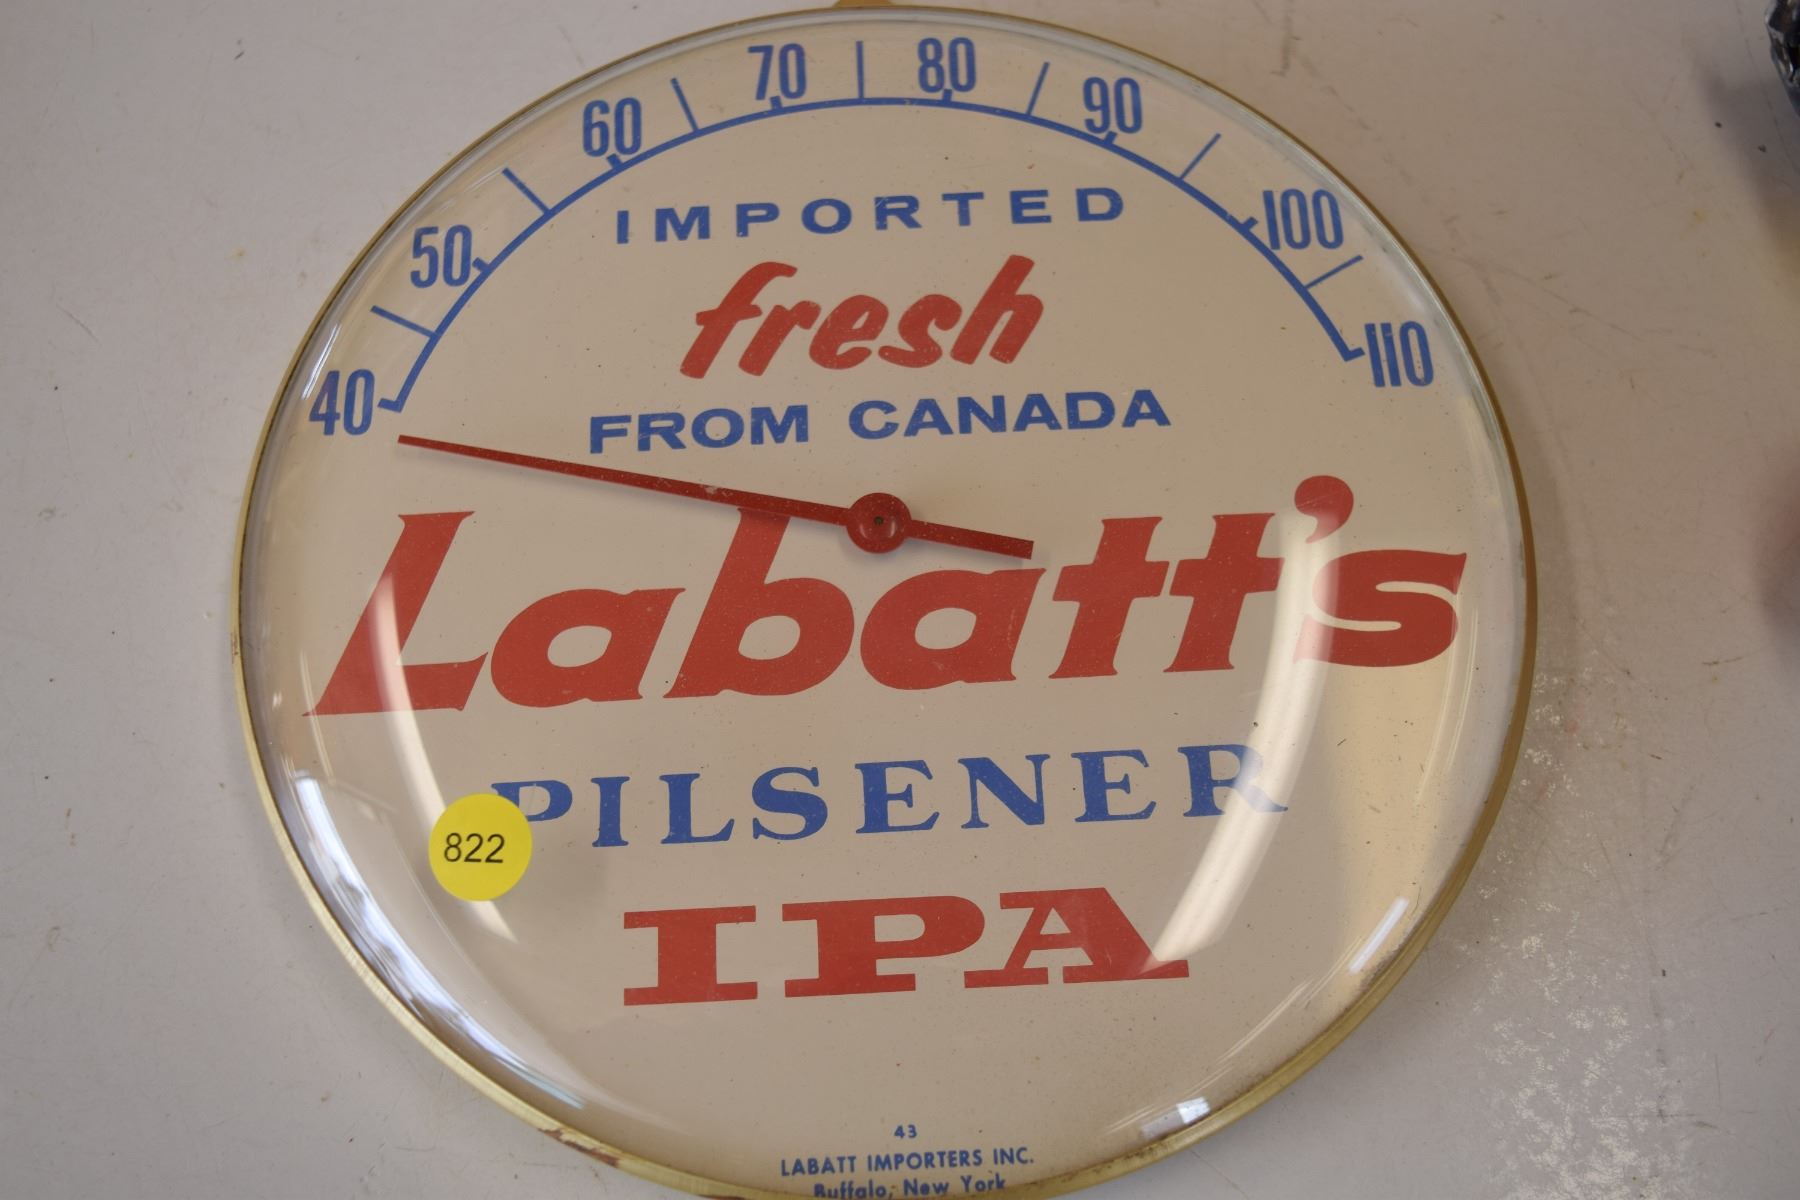 40 50 60 70 80 90 100 110
IMPORTED
fresh
FROM CANADA
Labatt's
PILSENER
822
IPA
43
LABATT IMPORTERS INC.
Buffalo, New York